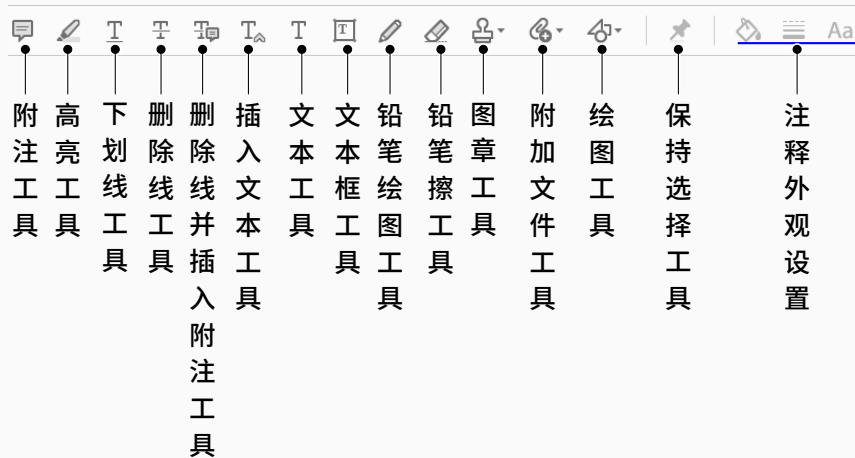 Aa
附注工具
高亮工具
下划线工具
删除线工具
删除线并插入附注工具
插入文本工具
文本工具
文本框工具
铅笔绘图工具
铅笔擦工具
图章工具
附加文件工具
绘图工具
保持选择工具
注释外观设置